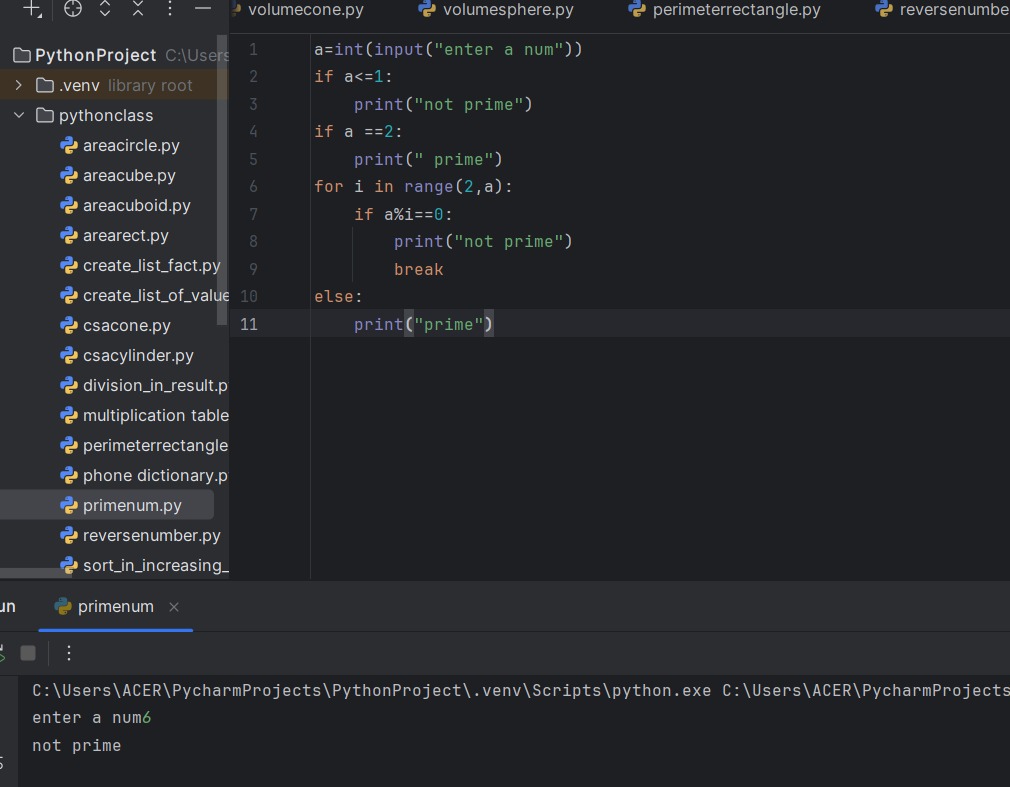 volumecone.py volumesphere.py perimeterrectangle.py reversenumbe
PythonProject C:\Users
.venv library root
pythonclass
areacircle.py
areacube.py
areacuboid.py
arearect.py
create_list_fact.py
create_list_of_value
csacone.py
csacylinder.py
division_in_result.p
multiplication table
perimeterrectangle
phone dictionary.p
primenum.py
reversenumber.py
sort_in_increasing_
1 a=int(input("enter a num"))
2 if a<=1:
3     print("not prime")
4 if a ==2:
5     print(" prime")
6 for i in range(2,a):
7     if a%i==0:
8         print("not prime")
9         break
10 else:
11     print("prime")
un primenum
C:\Users\ACER\PycharmProjects\PythonProject\.venv\Scripts\python.exe C:\Users\ACER\PycharmProjects
enter a num6
not prime